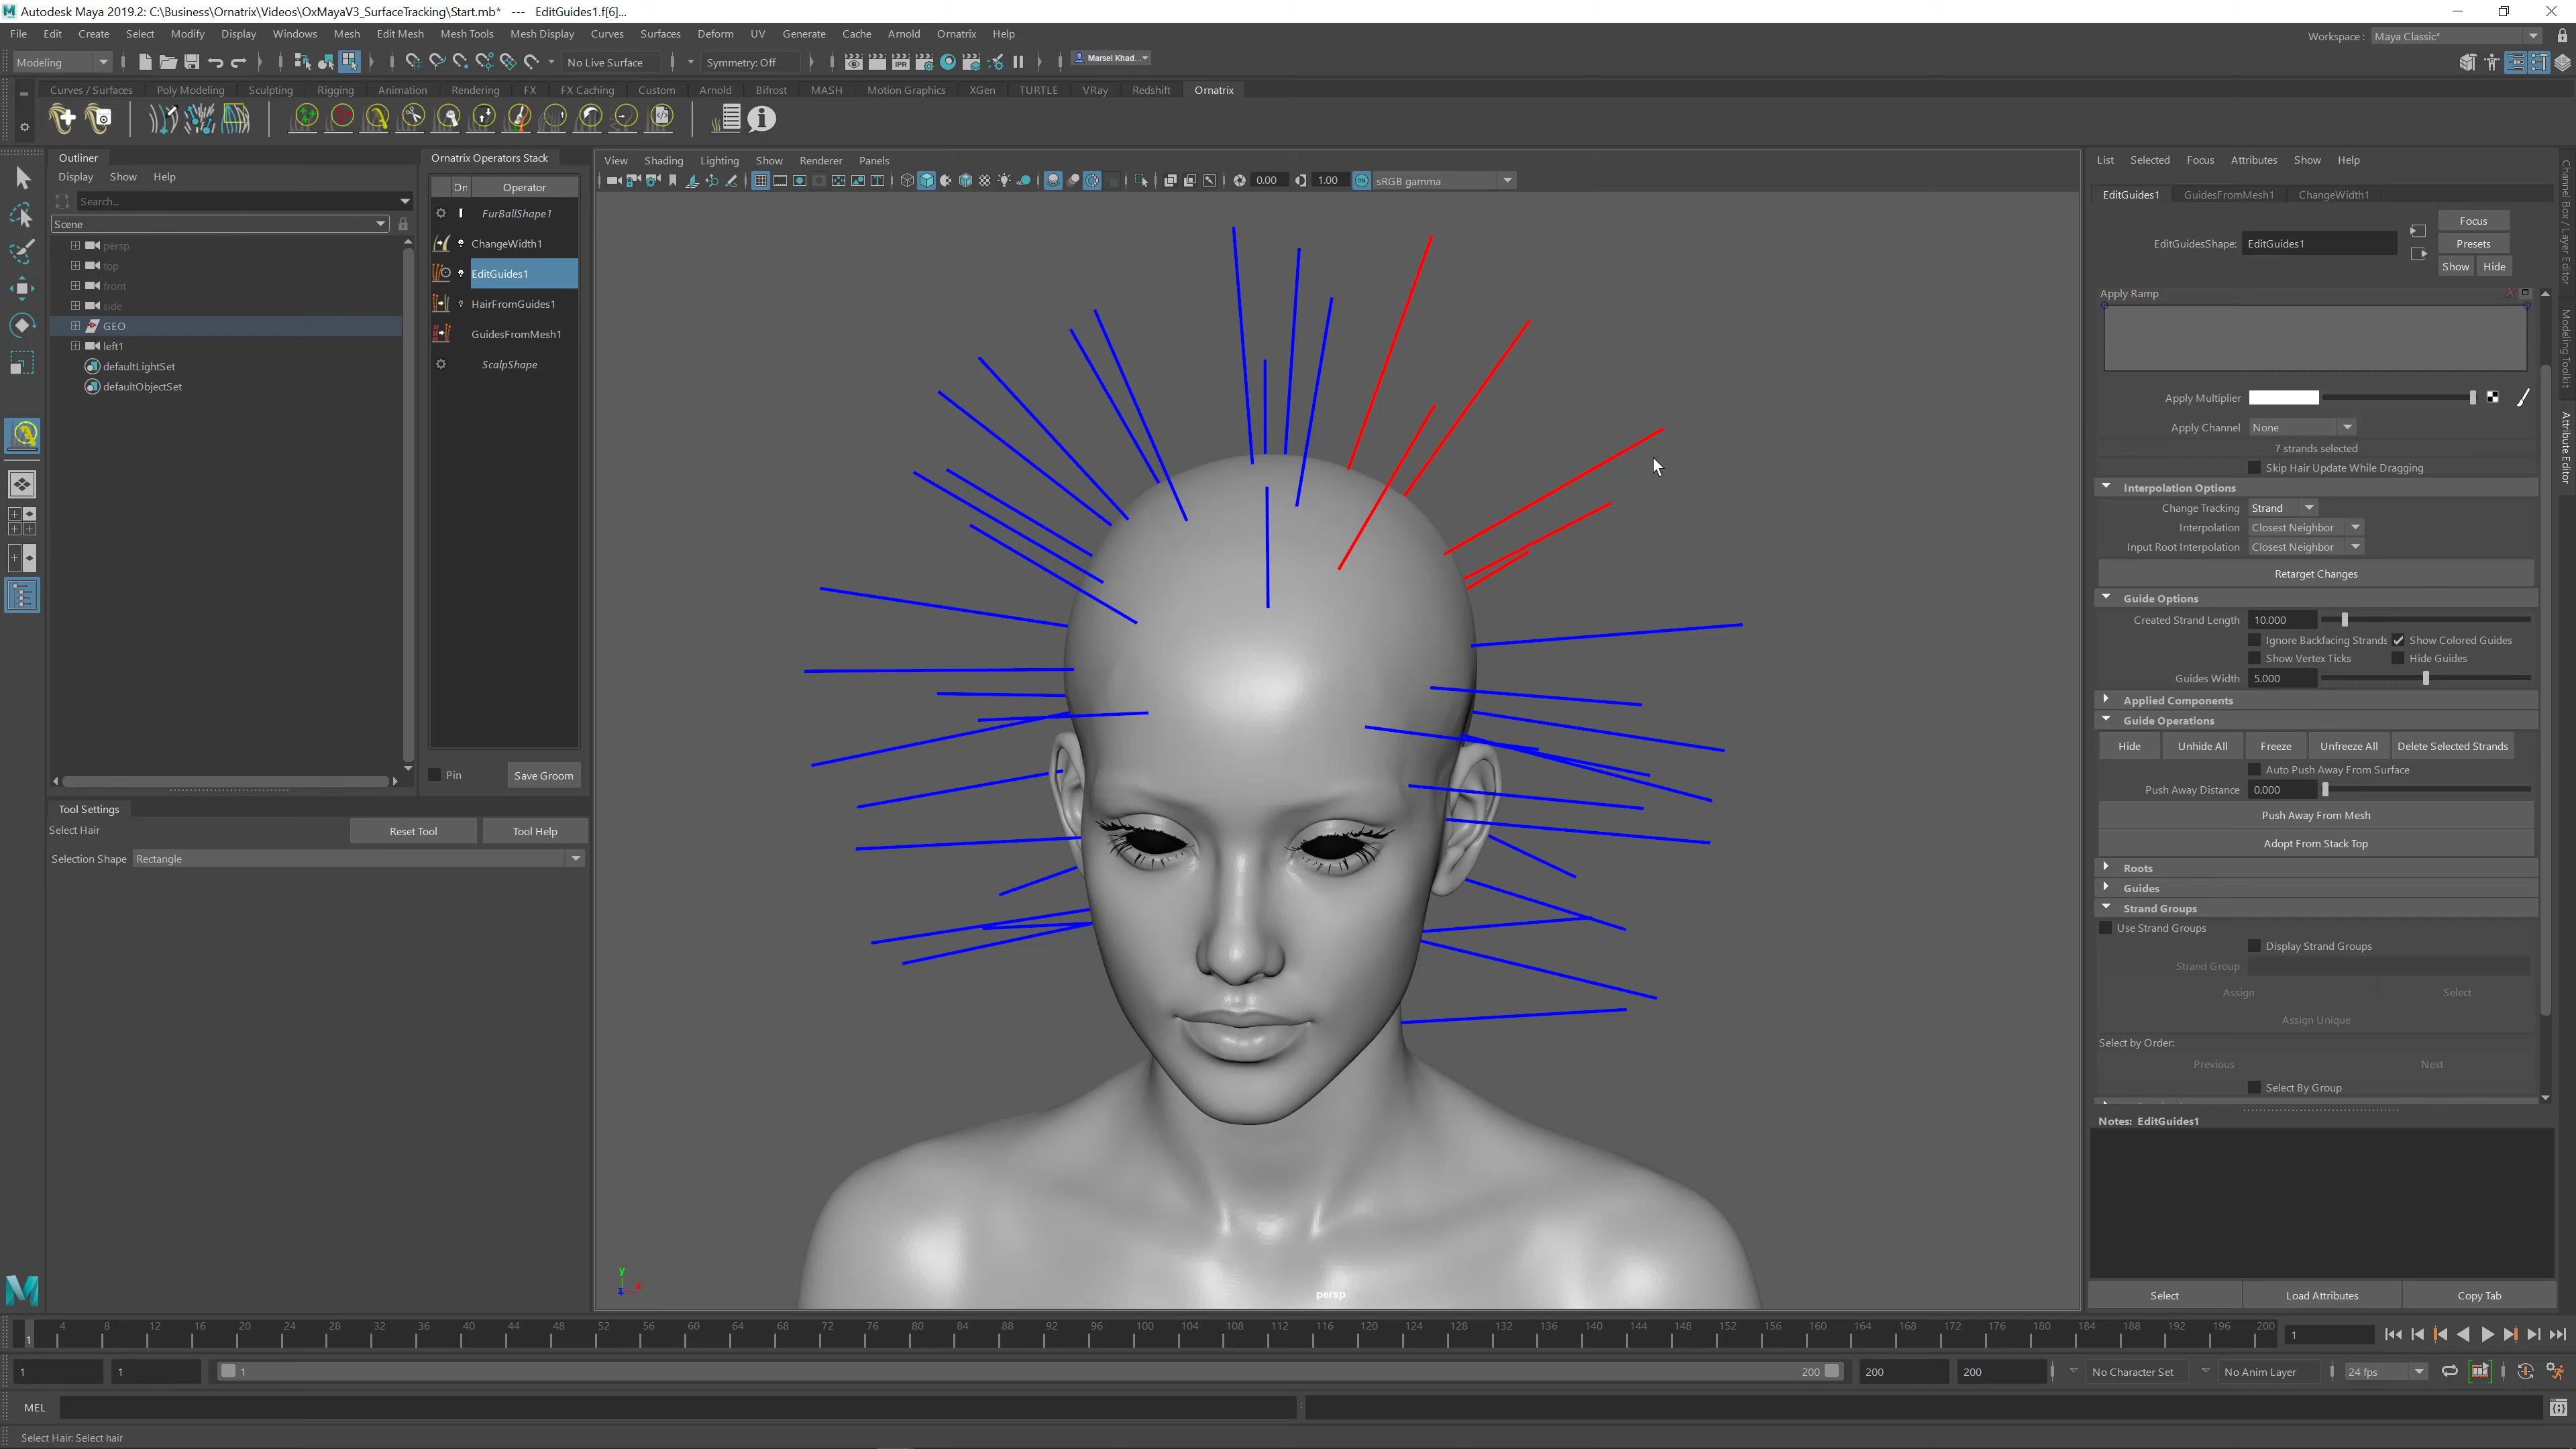 Autodesk Maya 2019.2: C:\Business\Ornatrix\Videos\OxMayaV3_SurfaceTracking\Start.mb*   ---   EditGuides1.f[6]...
File Edit Create Select Modify Display Windows Mesh Edit Mesh Mesh Tools Mesh Display Curves Surfaces Deform UV Generate Cache Arnold Ornatrix Help
Workspace : Maya Classic*
Modeling No Live Surface Symmetry: Off Marsel Khad...
Curves / Surfaces Poly Modeling Sculpting Rigging Animation Rendering FX FX Caching Custom Arnold Bifrost MASH Motion Graphics XGen TURTLE VRay Redshift Ornatrix
Outliner
Display Show Help
Search...
Scene
persp
top
front
side
GEO
left1
defaultLightSet
defaultObjectSet
Ornatrix Operators Stack
On Operator
FurBallShape1
ChangeWidth1
EditGuides1
HairFromGuides1
GuidesFromMesh1
ScalpShape
Pin Save Groom
Tool Settings
Select Hair Reset Tool Tool Help
Selection Shape Rectangle
View Shading Lighting Show Renderer Panels
IPR 0.00 1.00 ON sRGB gamma
y
x
z
persp
List Selected Focus Attributes Show Help
EditGuides1 GuidesFromMesh1 ChangeWidth1
Focus
EditGuidesShape: EditGuides1 Presets
Show Hide
Apply Ramp
Apply Multiplier
Apply Channel None
7 strands selected
Skip Hair Update While Dragging
Interpolation Options
Change Tracking Strand
Interpolation Closest Neighbor
Input Root Interpolation Closest Neighbor
Retarget Changes
Guide Options
Created Strand Length 10.000
Ignore Backfacing Strands Show Colored Guides
Show Vertex Ticks Hide Guides
Guides Width 5.000
Applied Components
Guide Operations
Hide Unhide All Freeze Unfreeze All Delete Selected Strands
Auto Push Away From Surface
Push Away Distance 0.000
Push Away From Mesh
Adopt From Stack Top
Roots
Guides
Strand Groups
Use Strand Groups
Display Strand Groups
Strand Group
Assign Select
Assign Unique
Select by Order:
Previous Next
Select By Group
Notes: EditGuides1
Select Load Attributes Copy Tab
Channel Box / Layer Editor
Modeling Toolkit
Attribute Editor
1 4 8 12 16 20 24 28 32 36 40 44 48 52 56 60 64 68 72 76 80 84 88 92 96 100 104 108 112 116 120 124 128 132 136 140 144 148 152 156 160 164 168 172 176 180 184 188 192 196 200 1
1 1 1 200 200 200 No Character Set No Anim Layer 24 fps
MEL
Select Hair: Select hair